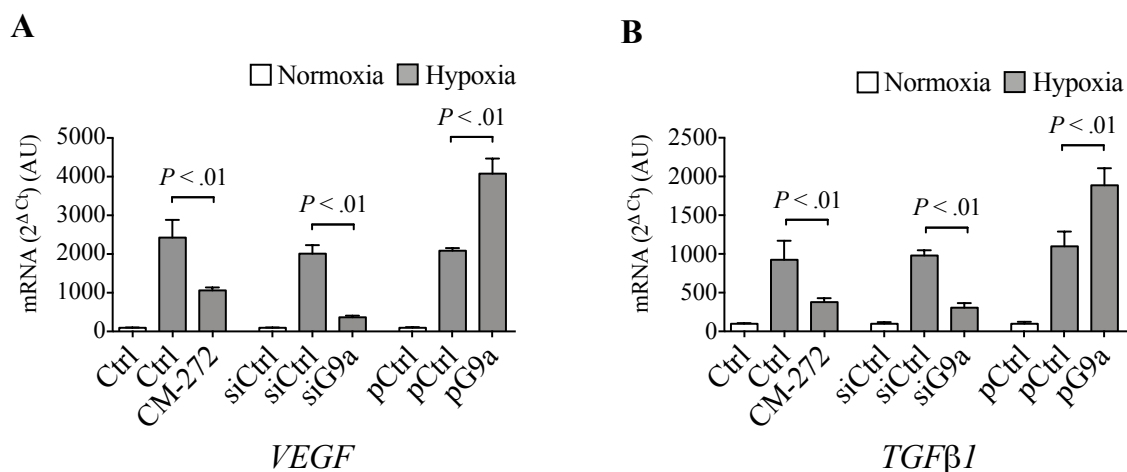 A
Normoxia Hypoxia
mRNA (2^ΔCt) (AU)
5000
4000
3000
2000
1000
0
P < .01
P < .01
P < .01
Ctrl
Ctrl
CM-272
siCtrl
siCtrl
siG9a
pCtrl
pCtrl
pG9a
VEGF
B
Normoxia Hypoxia
mRNA (2^ΔCt) (AU)
2500
2000
1500
1000
500
0
P < .01
P < .01
P < .01
Ctrl
Ctrl
CM-272
siCtrl
siCtrl
siG9a
pCtrl
pCtrl
pG9a
TGFβ1